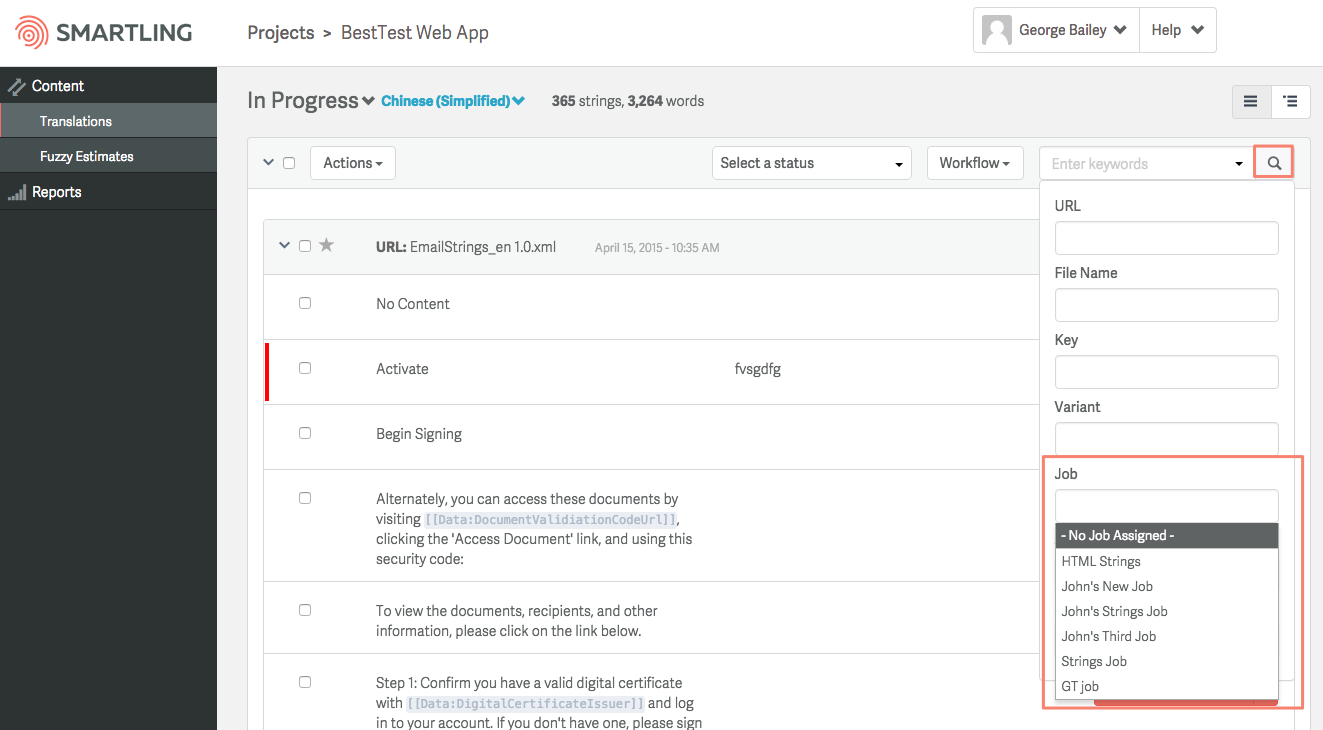 SMARTLING
Projects > BestTest Web App
George Bailey
Help
Content
Translations
Fuzzy Estimates
Reports
In Progress
Chinese (Simplified)
365 strings, 3,264 words
Actions
Select a status
Workflow
Enter keywords
URL: EmailStrings_en 1.0.xml
April 15, 2015 - 10:35 AM
No Content
Activate
fvsgdfg
Begin Signing
Alternately, you can access these documents by
visiting [[Data:DocumentValidiationCodeUrl]],
clicking the 'Access Document' link, and using this
security code:
To view the documents, recipients, and other
information, please click on the link below.
Step 1: Confirm you have a valid digital certificate
with [[Data:DigitalCertificateIssuer]] and log
in to your account. If you don't have one, please sign
URL
File Name
Key
Variant
Job
- No Job Assigned -
HTML Strings
John's New Job
John's Strings Job
John's Third Job
Strings Job
GT job